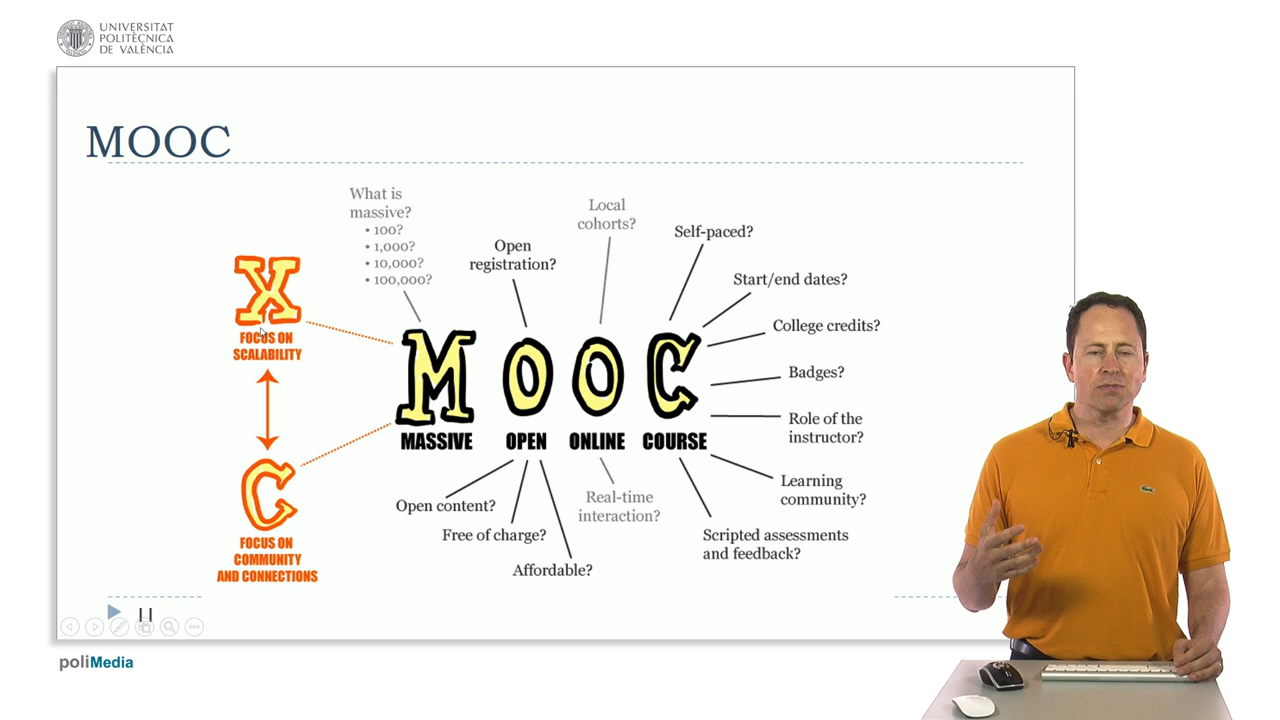 UNIVERSITAT
POLITÈCNICA
DE VALÈNCIA
MOOC
What is
massive?
• 100?
• 1,000?
• 10,000?
• 100,000?
Open
registration?
Local
cohorts?
Self-paced?
Start/end dates?
College credits?
Badges?
Role of the
instructor?
Learning
community?
Scripted assessments
and feedback?
X
FOCUS ON
SCALABILITY
C
FOCUS ON
COMMUNITY
AND CONNECTIONS
MOOC
MASSIVE OPEN ONLINE COURSE
Open content?
Free of charge?
Affordable?
Real-time
interaction?
11
poliMedia